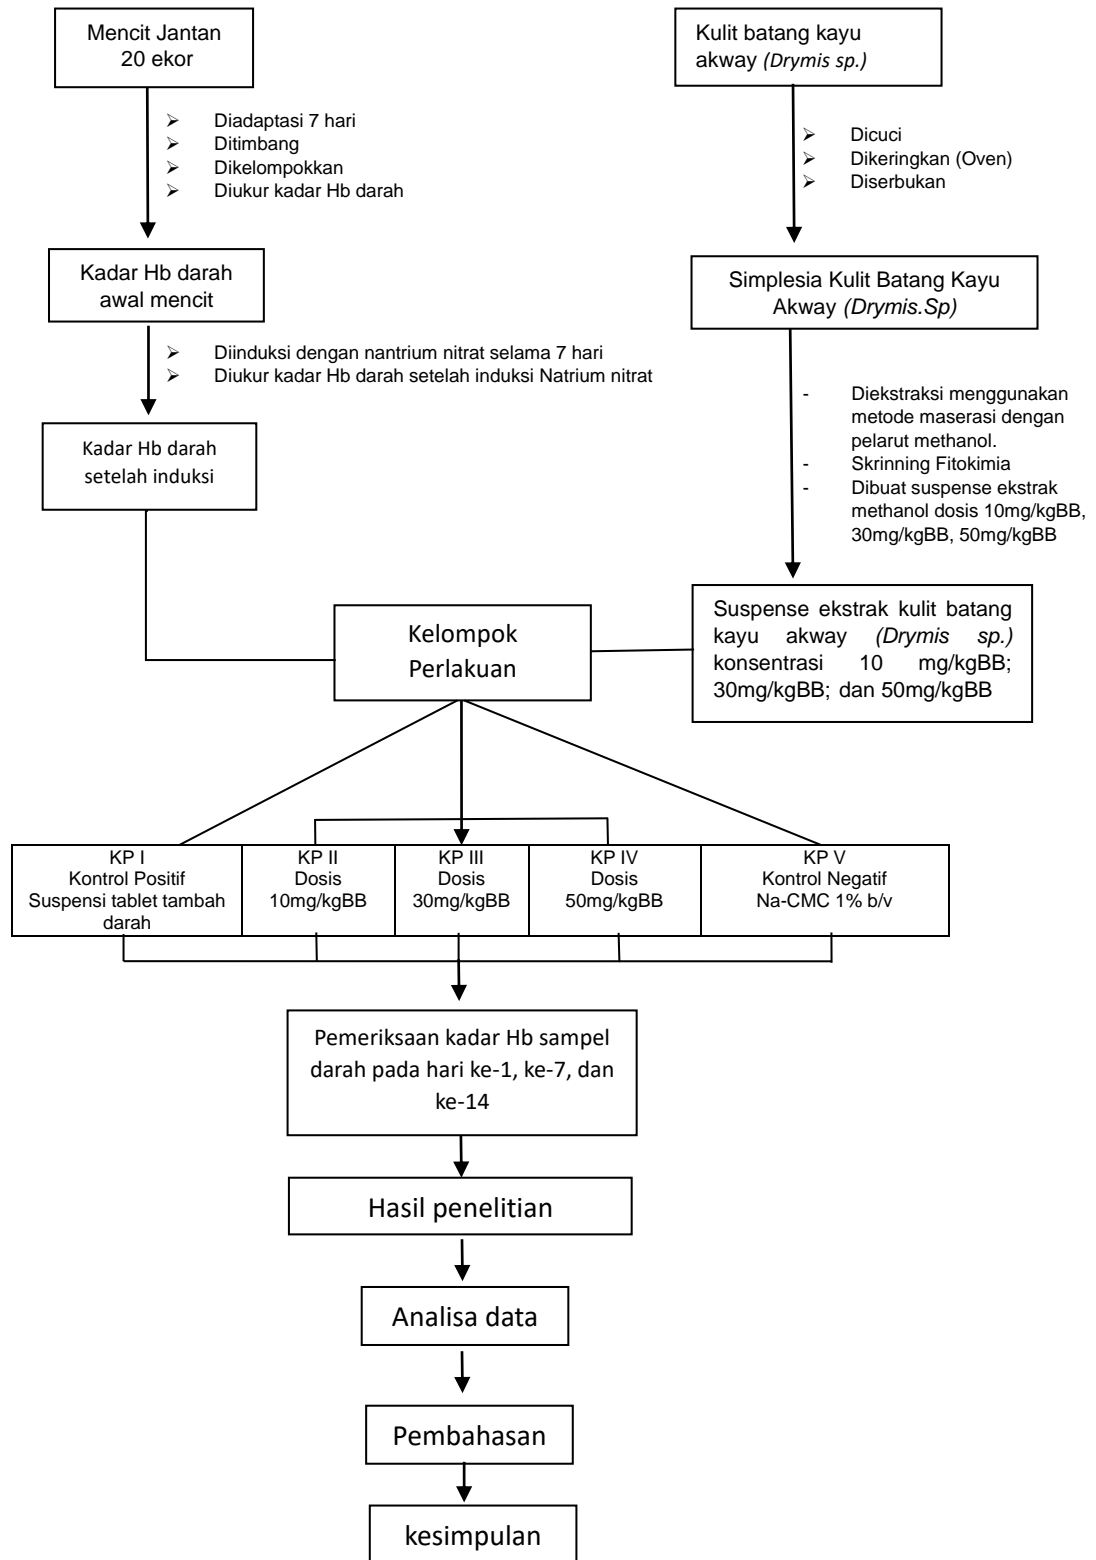 Mencit Jantan
20 ekor
Kulit batang kayu
akway (Drymis sp.)
➢ Diadaptasi 7 hari
➢ Ditimbang
➢ Dikelompokkan
➢ Diukur kadar Hb darah
➢ Dicuci
➢ Dikeringkan (Oven)
➢ Diserbukan
Kadar Hb darah
awal mencit
Simplesia Kulit Batang Kayu
Akway (Drymis.Sp)
➢ Diinduksi dengan nantrium nitrat selama 7 hari
➢ Diukur kadar Hb darah setelah induksi Natrium nitrat
- Diekstraksi menggunakan
metode maserasi dengan
pelarut methanol.
- Skrinning Fitokimia
- Dibuat suspense ekstrak
methanol dosis 10mg/kgBB,
30mg/kgBB, 50mg/kgBB
Kadar Hb darah
setelah induksi
Kelompok
Perlakuan
Suspense ekstrak kulit batang
kayu akway (Drymis sp.)
konsentrasi 10 mg/kgBB;
30mg/kgBB; dan 50mg/kgBB
KP I
Kontrol Positif
Suspensi tablet tambah
darah
KP II
Dosis
10mg/kgBB
KP III
Dosis
30mg/kgBB
KP IV
Dosis
50mg/kgBB
KP V
Kontrol Negatif
Na-CMC 1% b/v
Pemeriksaan kadar Hb sampel
darah pada hari ke-1, ke-7, dan
ke-14
Hasil penelitian
Analisa data
Pembahasan
kesimpulan